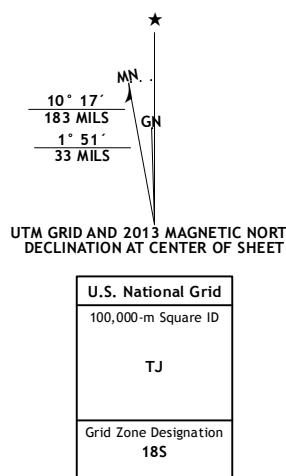 ★
MN
10° 17´
183 MILS
GN
1° 51´
33 MILS
UTM GRID AND 2013 MAGNETIC NORT
DECLINATION AT CENTER OF SHEET
U.S. National Grid
100,000-m Square ID
TJ
Grid Zone Designation
18S